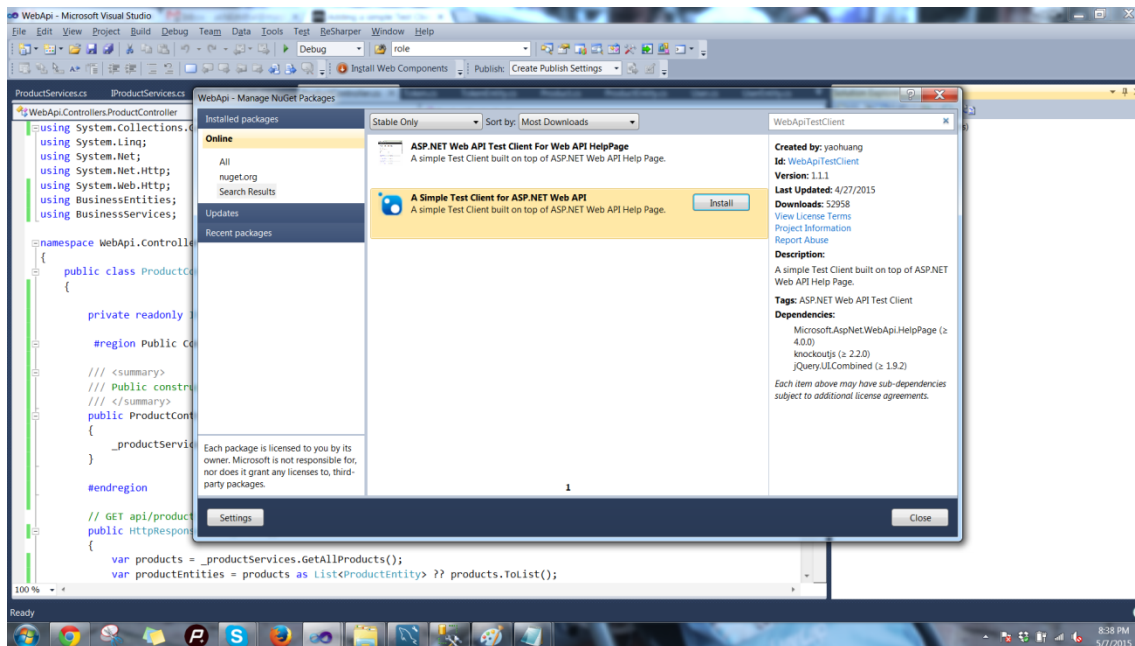 WebApi - Microsoft Visual Studio
File Edit View Project Build Debug Team Data Tools Test ReSharper Window Help
Debug role
Install Web Components Publish: Create Publish Settings
ProductServices.cs IProductServices.cs
WebApi.Controllers.ProductController
WebApi - Manage NuGet Packages
Installed packages
Online
All
nuget.org
Search Results
Updates
Recent packages
Each package is licensed to you by its
owner. Microsoft is not responsible for,
nor does it grant any licenses to, third-
party packages.
Stable Only Sort by: Most Downloads
ASP.NET Web API Test Client For Web API HelpPage
A simple Test Client built on top of ASP.NET Web API Help Page.
A Simple Test Client for ASP.NET Web API
A simple Test Client built on top of ASP.NET Web API Help Page.
Install
1
WebApiTestClient
Created by: yaohuang
Id: WebApiTestClient
Version: 1.1.1
Last Updated: 4/27/2015
Downloads: 52958
View License Terms
Project Information
Report Abuse
Description:
A simple Test Client built on top of ASP.NET
Web API Help Page.
Tags: ASP.NET Web API Test Client
Dependencies:
Microsoft.AspNet.WebApi.HelpPage (≥
4.0.0)
knockoutjs (≥ 2.2.0)
jQuery.UI.Combined (≥ 1.9.2)
Each item above may have sub-dependencies
subject to additional license agreements.
Settings Close
using System.Collections.
using System.Linq;
using System.Net;
using System.Net.Http;
using System.Web.Http;
using BusinessEntities;
using BusinessServices;
namespace WebApi.Controlle
{
public class ProductCo
{
private readonly
#region Public Co
/// <summary>
/// Public constru
/// </summary>
public ProductCont
{
_productServic
}
#endregion
// GET api/product
public HttpRespons
{
var products = _productServices.GetAllProducts();
var productEntities = products as List<ProductEntity> ?? products.ToList();
100 %
Ready
8:38 PM
5/7/2015